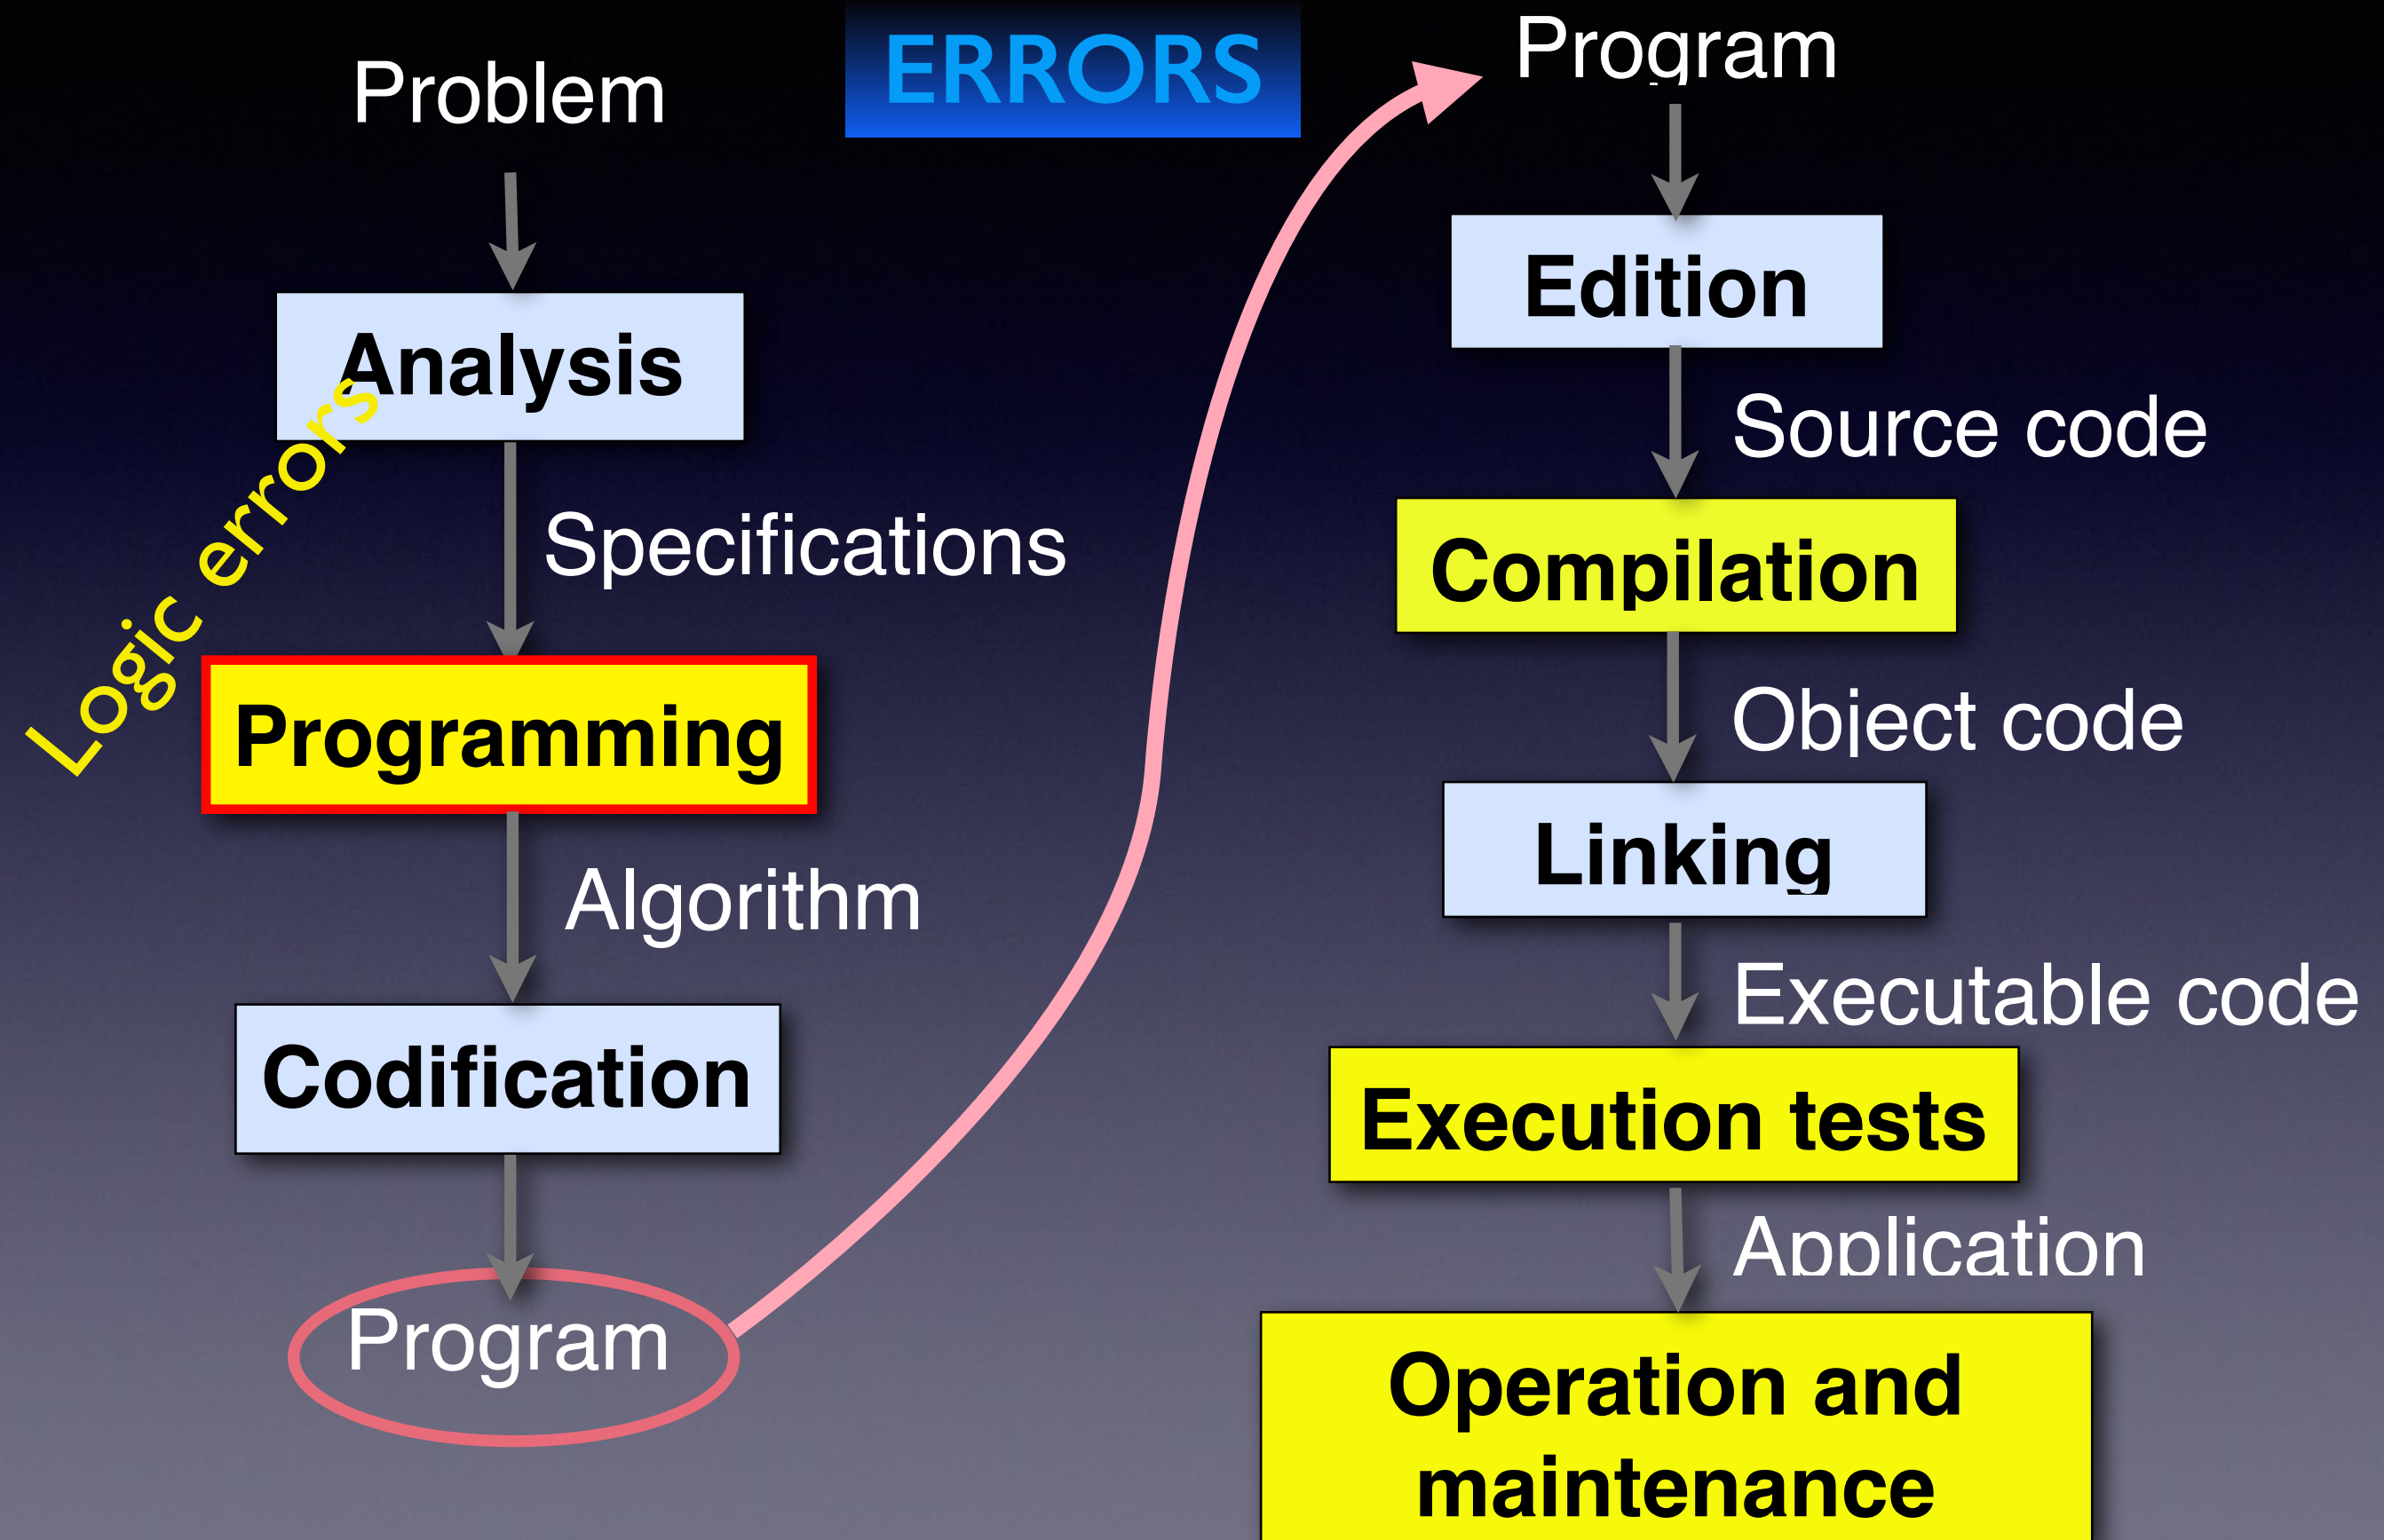 ERRORS
Problem
Analysis
Logic errors
Specifications
Programming
Algorithm
Codification
Program
Program
Edition
Source code
Compilation
Object code
Linking
Executable code
Execution tests
Application
Operation and
maintenance